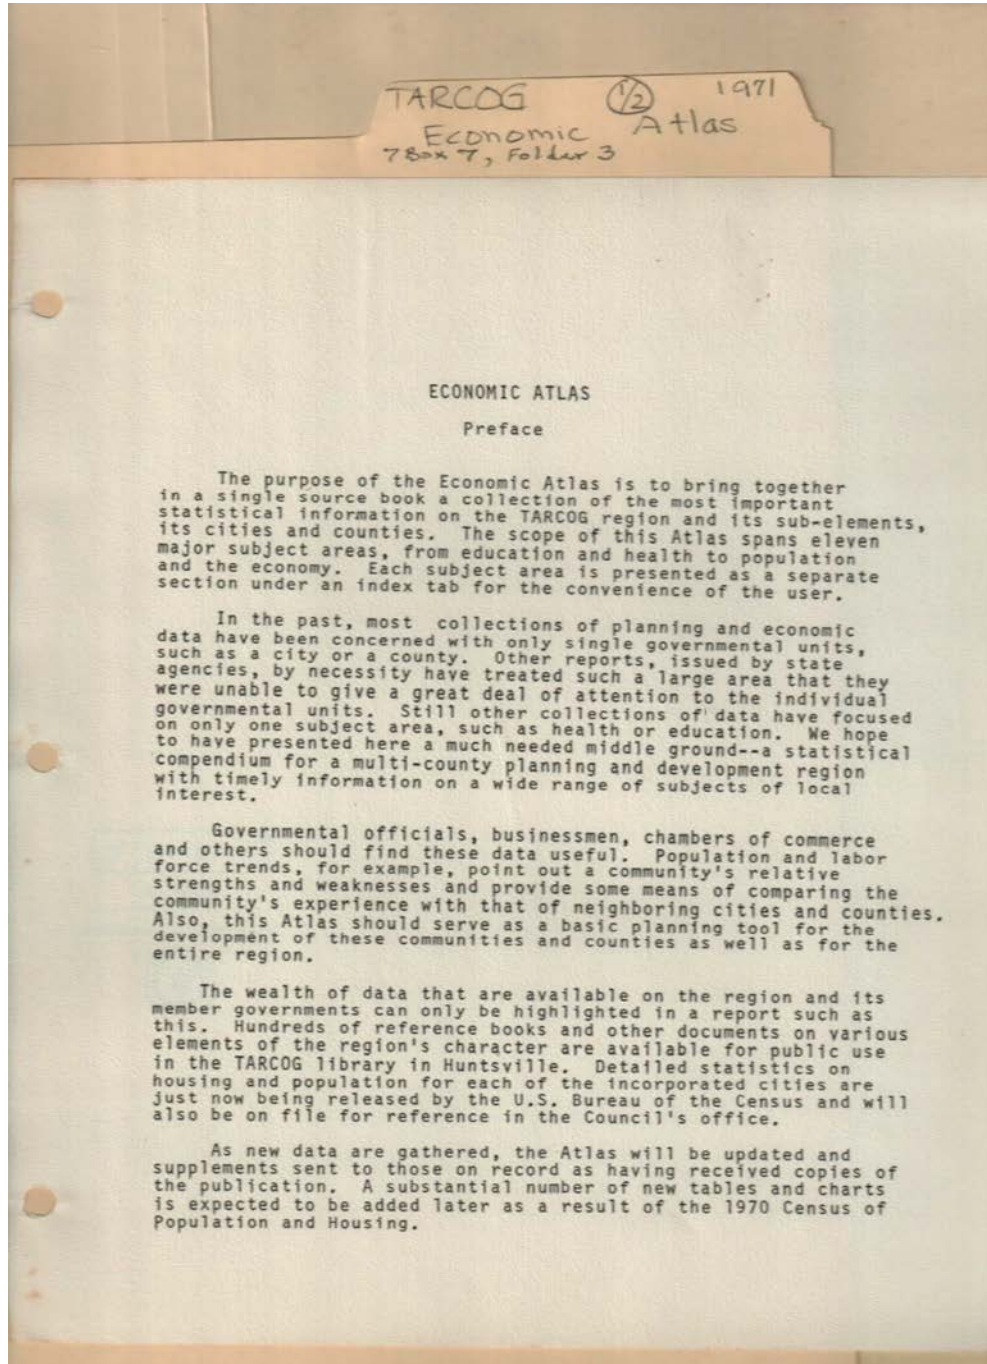 TARCOG 1/2 1971
Economic Atlas
7 Box 7, Folder 3
ECONOMIC ATLAS
Preface
The purpose of the Economic Atlas is to bring together
in a single source book a collection of the most important
statistical information on the TARCOG region and its sub-elements,
its cities and counties. The scope of this Atlas spans eleven
major subject areas, from education and health to population
and the economy. Each subject area is presented as a separate
section under an index tab for the convenience of the user.
In the past, most collections of planning and economic
data have been concerned with only single governmental units,
such as a city or a county. Other reports, issued by state
agencies, by necessity have treated such a large area that they
were unable to give a great deal of attention to the individual
governmental units. Still other collections of data have focused
on only one subject area, such as health or education. We hope
to have presented here a much needed middle ground--a statistical
compendium for a multi-county planning and development region
with timely information on a wide range of subjects of local
interest.
Governmental officials, businessmen, chambers of commerce
and others should find these data useful. Population and labor
force trends, for example, point out a community's relative
strengths and weaknesses and provide some means of comparing the
community's experience with that of neighboring cities and counties.
Also, this Atlas should serve as a basic planning tool for the
development of these communities and counties as well as for the
entire region.
The wealth of data that are available on the region and its
member governments can only be highlighted in a report such as
this. Hundreds of reference books and other documents on various
elements of the region's character are available for public use
in the TARCOG library in Huntsville. Detailed statistics on
housing and population for each of the incorporated cities are
just now being released by the U.S. Bureau of the Census and will
also be on file for reference in the Council's office.
As new data are gathered, the Atlas will be updated and
supplements sent to those on record as having received copies of
the publication. A substantial number of new tables and charts
is expected to be added later as a result of the 1970 Census of
Population and Housing.